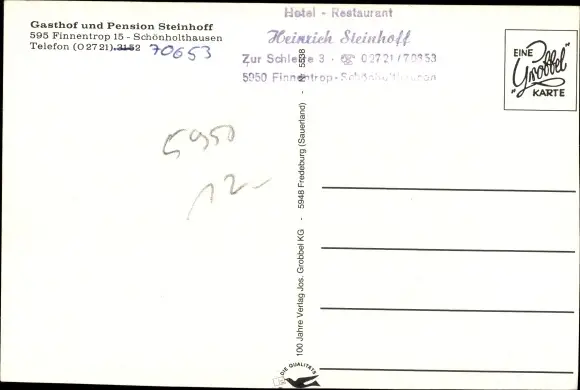 Gasthof und Pension Steinhoff
595 Finnentrop 15 - Schönholthausen
Telefon (02721) 3152 70653
Hotel - Restaurant
Heinrich Steinhoff
Zur Schleire 3 · ☎ 02721/70653
5950 Finnentrop-Schönholthausen
5950
12-
100 Jahre Verlag Jos. Grobbel KG - 5948 Fredeburg (Sauerland) - 5538
DIE QUALITÄTS
EINE
"Grobbel"
KARTE